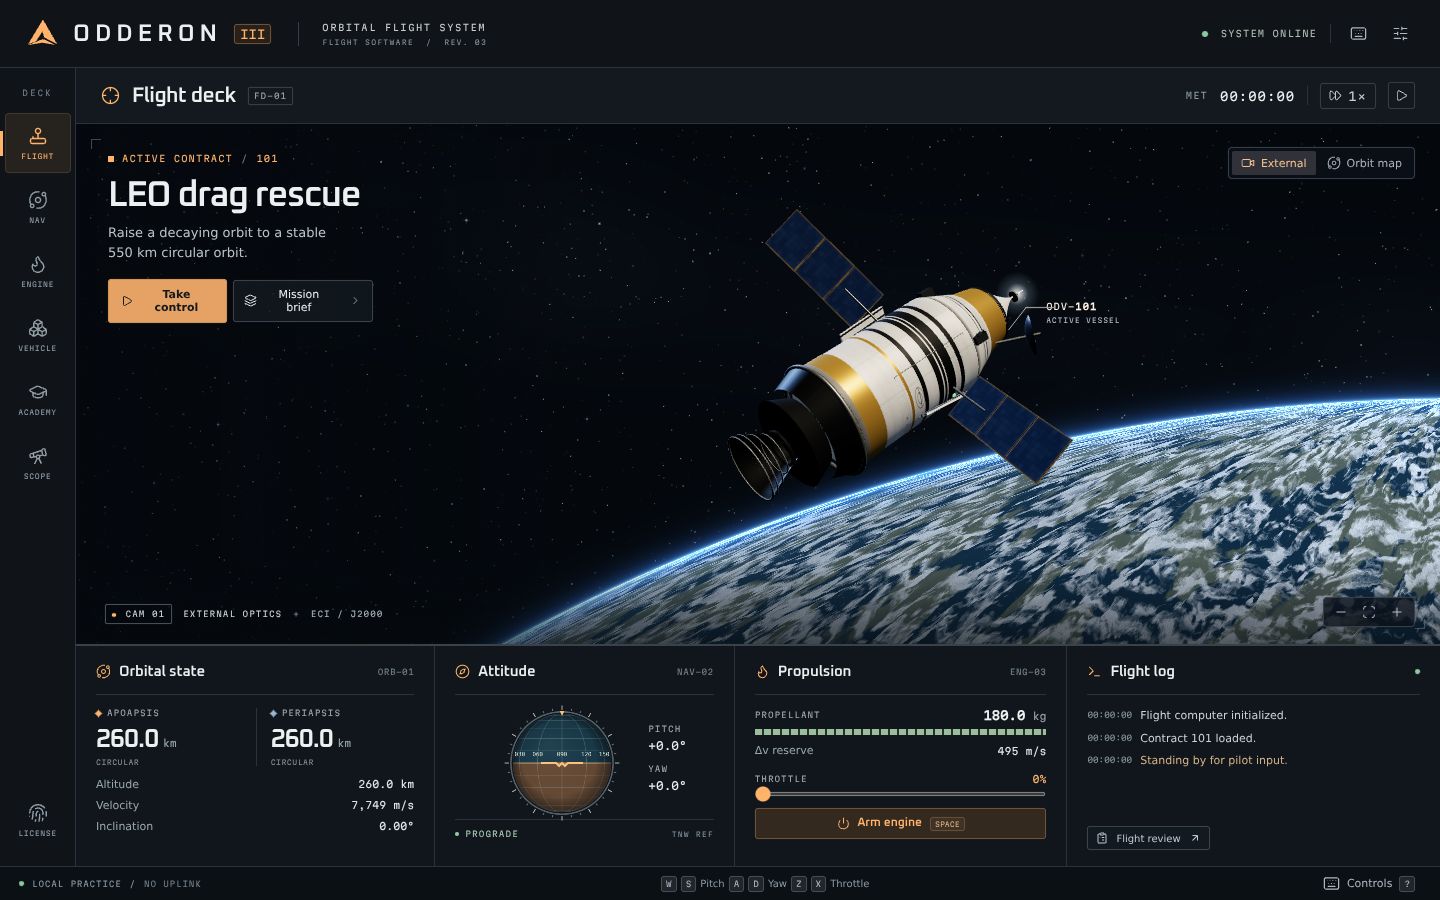 ODDERON III
ORBITAL FLIGHT SYSTEM
FLIGHT SOFTWARE / REV. 03
SYSTEM ONLINE
DECK
FLIGHT
NAV
ENGINE
VEHICLE
ACADEMY
SCOPE
LICENSE
Flight deck FD-01
MET 00:00:00 1×
ACTIVE CONTRACT / 101
LEO drag rescue
Raise a decaying orbit to a stable
550 km circular orbit.
Take
control
Mission
brief
External Orbit map
ODV-101
ACTIVE VESSEL
CAM 01 EXTERNAL OPTICS + ECI / J2000
Orbital state ORB-01
APOAPSIS PERIAPSIS
260.0 km 260.0 km
CIRCULAR CIRCULAR
Altitude 260.0 km
Velocity 7,749 m/s
Inclination 0.00°
Attitude NAV-02
030 060 090 120 150
PITCH
+0.0°
YAW
+0.0°
PROGRADE TNW REF
Propulsion ENG-03
PROPELLANT 180.0 kg
Δv reserve 495 m/s
THROTTLE 0%
Arm engine SPACE
Flight log
00:00:00 Flight computer initialized.
00:00:00 Contract 101 loaded.
00:00:00 Standing by for pilot input.
Flight review
LOCAL PRACTICE / NO UPLINK
W S Pitch A D Yaw Z X Throttle
Controls ?